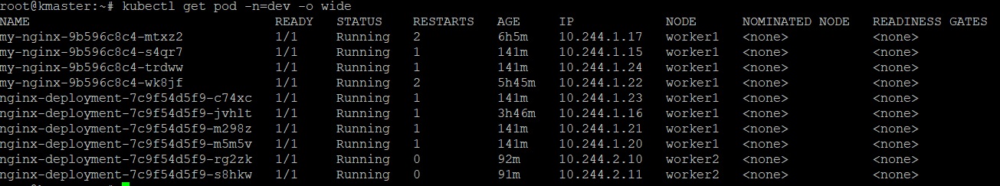 root@kmaster:~# kubectl get pod -n=dev -o wide
NAME READY STATUS RESTARTS AGE IP NODE NOMINATED NODE READINESS GATES
my-nginx-9b596c8c4-mtxz2 1/1 Running 2 6h5m 10.244.1.17 worker1 <none> <none>
my-nginx-9b596c8c4-s4qr7 1/1 Running 1 141m 10.244.1.15 worker1 <none> <none>
my-nginx-9b596c8c4-trdww 1/1 Running 1 141m 10.244.1.24 worker1 <none> <none>
my-nginx-9b596c8c4-wk8jf 1/1 Running 2 5h45m 10.244.1.22 worker1 <none> <none>
nginx-deployment-7c9f54d5f9-c74xc 1/1 Running 1 141m 10.244.1.23 worker1 <none> <none>
nginx-deployment-7c9f54d5f9-jvhlt 1/1 Running 1 3h46m 10.244.1.16 worker1 <none> <none>
nginx-deployment-7c9f54d5f9-m298z 1/1 Running 1 141m 10.244.1.21 worker1 <none> <none>
nginx-deployment-7c9f54d5f9-m5m5v 1/1 Running 1 141m 10.244.1.20 worker1 <none> <none>
nginx-deployment-7c9f54d5f9-rg2zk 1/1 Running 0 92m 10.244.2.10 worker2 <none> <none>
nginx-deployment-7c9f54d5f9-s8hkw 1/1 Running 0 91m 10.244.2.11 worker2 <none> <none>